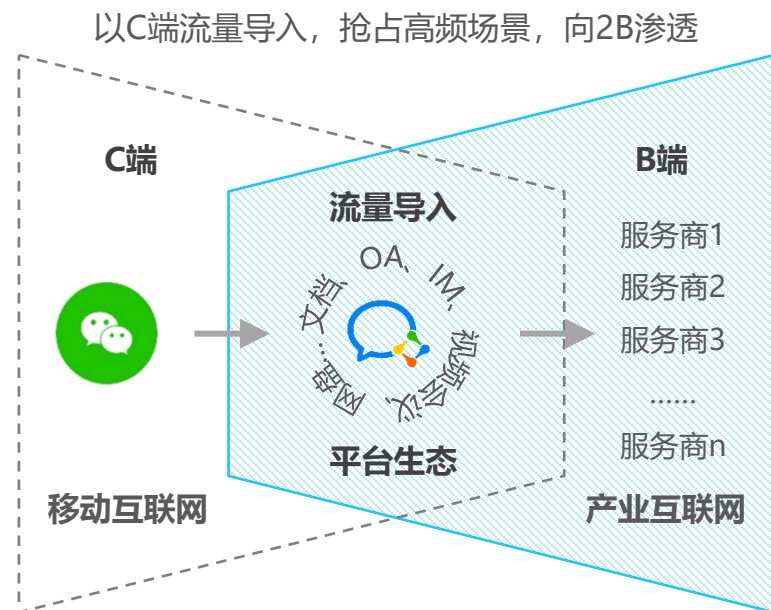 以C端流量导入，抢占高频场景，向2B渗透
C端
B端
流量导入
OA、IM、视频会议、网盘...文档、
平台生态
服务商1
服务商2
服务商3
......
服务商n
移动互联网
产业互联网